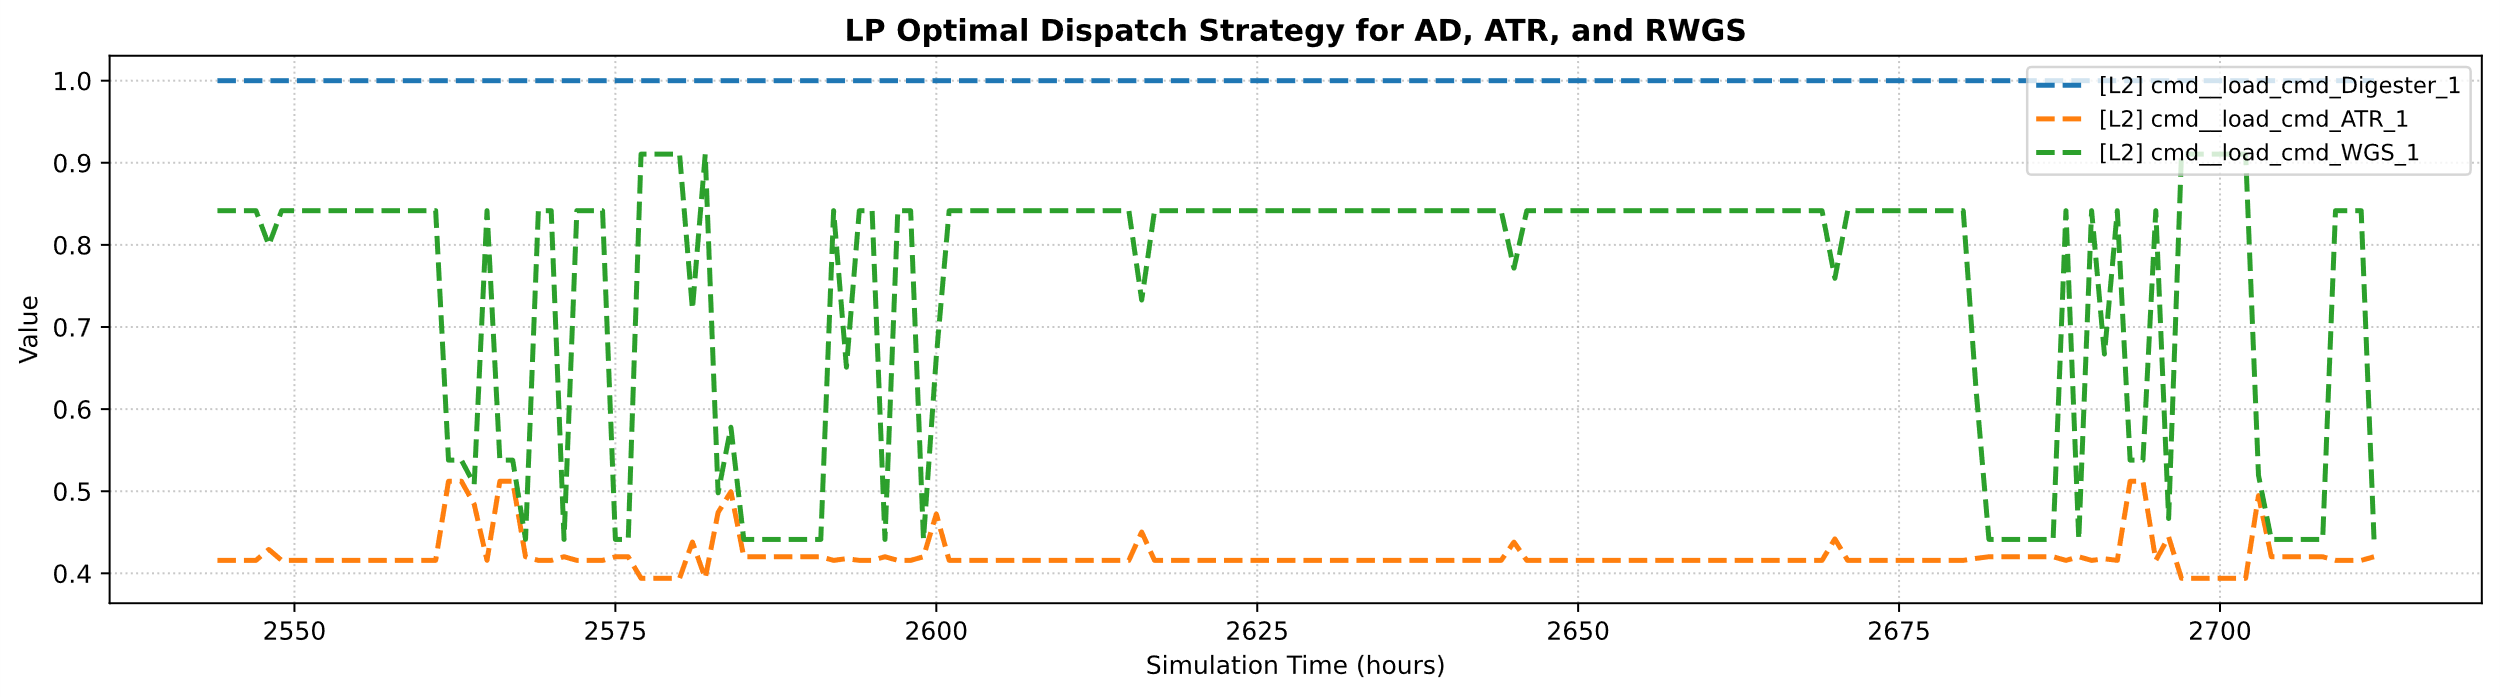 LP Optimal Dispatch Strategy for AD, ATR, and RWGS
[L2] cmd__load_cmd_Digester_1
[L2] cmd__load_cmd_ATR_1
[L2] cmd__load_cmd_WGS_1
Value
1.0
0.9
0.8
0.7
0.6
0.5
0.4
2550 2575 2600 2625 2650 2675 2700
Simulation Time (hours)